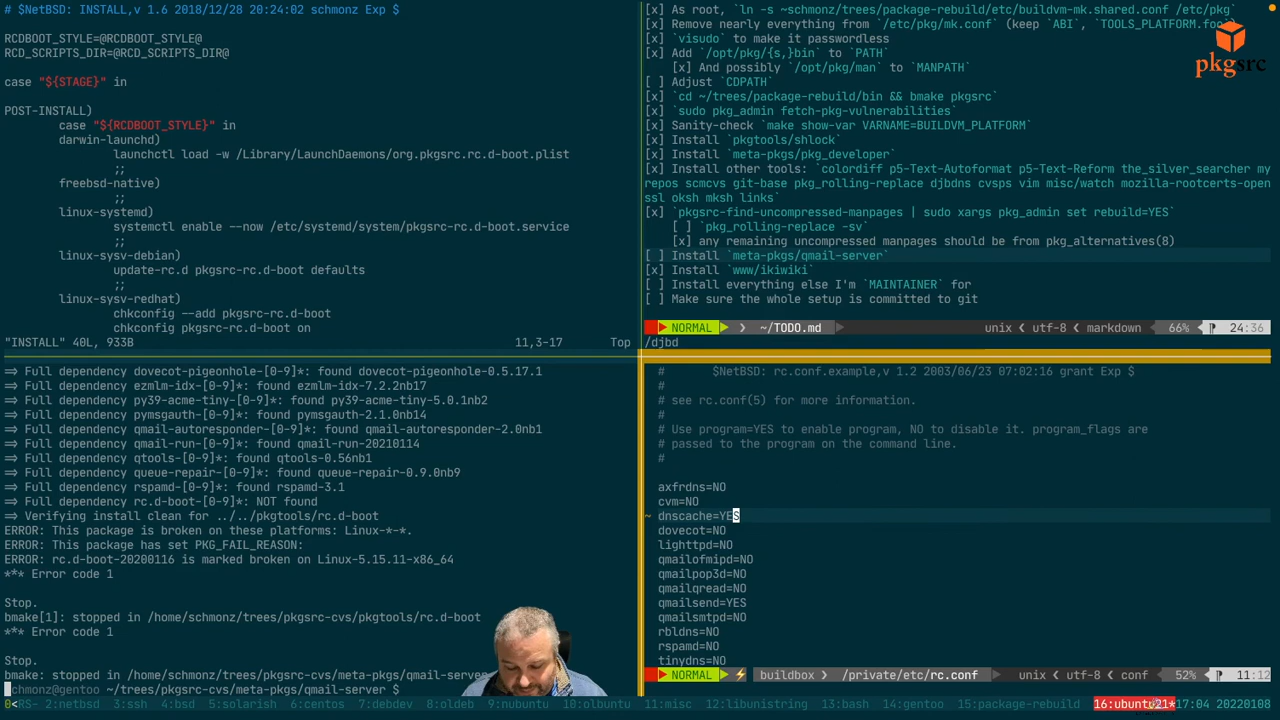 # $NetBSD: INSTALL,v 1.6 2018/12/28 20:24:02 schmonz Exp $
RCDBOOT_STYLE=@RCDBOOT_STYLE@
RCD_SCRIPTS_DIR=@RCD_SCRIPTS_DIR@
case "${STAGE}" in
POST-INSTALL)
case "${RCDBOOT_STYLE}" in
darwin-launchd)
launchctl load -w /Library/LaunchDaemons/org.pkgsrc.rc.d-boot.plist
;;
freebsd-native)
;;
linux-systemd)
systemctl enable --now /etc/systemd/system/pkgsrc-rc.d-boot.service
;;
linux-sysv-debian)
update-rc.d pkgsrc-rc.d-boot defaults
;;
linux-sysv-redhat)
chkconfig --add pkgsrc-rc.d-boot
chkconfig pkgsrc-rc.d-boot on
"INSTALL" 40L, 933B 11,3-17 Top
[x] As root, `ln -s ~schmonz/trees/package-rebuild/etc/buildvm-mk.shared.conf /etc/pkg`
[x] Remove nearly everything from `/etc/pkg/mk.conf` (keep `ABI`, `TOOLS_PLATFORM.foo`
[x] `visudo` to make it passwordless
[x] Add `/opt/pkg/{s,}bin` to `PATH`
[x] And possibly `/opt/pkg/man` to `MANPATH`
[ ] Adjust `CDPATH`
[x] `cd ~/trees/package-rebuild/bin && bmake pkgsrc`
[x] `sudo pkg_admin fetch-pkg-vulnerabilities`
[x] Sanity-check `make show-var VARNAME=BUILDVM_PLATFORM`
[x] Install `pkgtools/shlock`
[x] Install `meta-pkgs/pkg_developer`
[x] Install other tools: `colordiff p5-Text-Autoformat p5-Text-Reform the_silver_searcher my
repos scmcvs git-base pkg_rolling-replace djbdns cvsps vim misc/watch mozilla-rootcerts-open
ssl oksh mksh links`
[x] `pkgsrc-find-uncompressed-manpages | sudo xargs pkg_admin set rebuild=YES`
[ ] `pkg_rolling-replace -sv`
[x] any remaining uncompressed manpages should be from pkg_alternatives(8)
[ ] Install `meta-pkgs/qmail-server`
[x] Install `www/ikiwiki`
[ ] Install everything else I'm `MAINTAINER` for
[ ] Make sure the whole setup is committed to git
NORMAL ~/TODO.md unix < utf-8 < markdown 66% 24:36
/djbd
pkgsrc
=> Full dependency dovecot-pigeonhole-[0-9]*: found dovecot-pigeonhole-0.5.17.1
=> Full dependency ezmlm-idx-[0-9]*: found ezmlm-idx-7.2.2nb17
=> Full dependency py39-acme-tiny-[0-9]*: found py39-acme-tiny-5.0.1nb2
=> Full dependency pymsgauth-[0-9]*: found pymsgauth-2.1.0nb14
=> Full dependency qmail-autoresponder-[0-9]*: found qmail-autoresponder-2.0nb1
=> Full dependency qmail-run-[0-9]*: found qmail-run-20210114
=> Full dependency qtools-[0-9]*: found qtools-0.56nb1
=> Full dependency queue-repair-[0-9]*: found queue-repair-0.9.0nb9
=> Full dependency rspamd-[0-9]*: found rspamd-3.1
=> Full dependency rc.d-boot-[0-9]*: NOT found
=> Verifying install clean for ../../pkgtools/rc.d-boot
ERROR: This package is broken on these platforms: Linux-*-*.
ERROR: This package has set PKG_FAIL_REASON:
ERROR: rc.d-boot-20200116 is marked broken on Linux-5.15.11-x86_64
*** Error code 1
Stop.
bmake[1]: stopped in /home/schmonz/trees/pkgsrc-cvs/pkgtools/rc.d-boot
*** Error code 1
Stop.
bmake: stopped in /home/schmonz/trees/pkgsrc-cvs/meta-pkgs/qmail-server
schmonz@gentoo ~/trees/pkgsrc-cvs/meta-pkgs/qmail-server $
# $NetBSD: rc.conf.example,v 1.2 2003/06/23 07:02:16 grant Exp $
#
# see rc.conf(5) for more information.
#
# Use program=YES to enable program, NO to disable it. program_flags are
# passed to the program on the command line.
#
axfrdns=NO
cvm=NO
~ dnscache=YES
dovecot=NO
lighttpd=NO
qmailofmipd=NO
qmailpop3d=NO
qmailqread=NO
qmailsend=YES
qmailsmtpd=NO
rbldns=NO
rspamd=NO
tinydns=NO
NORMAL buildbox /private/etc/rc.conf unix < utf-8 < conf 52% 11:12
0<RS- 2:netbsd 3:ssh 4:bsd 5:solarish 6:centos 7:debdev 8:oldeb 9:nubuntu 10:olbuntu 11:misc 12:libvirtuning 13:bash 14:gentoo 15:package-rebuild 17:04 20220108